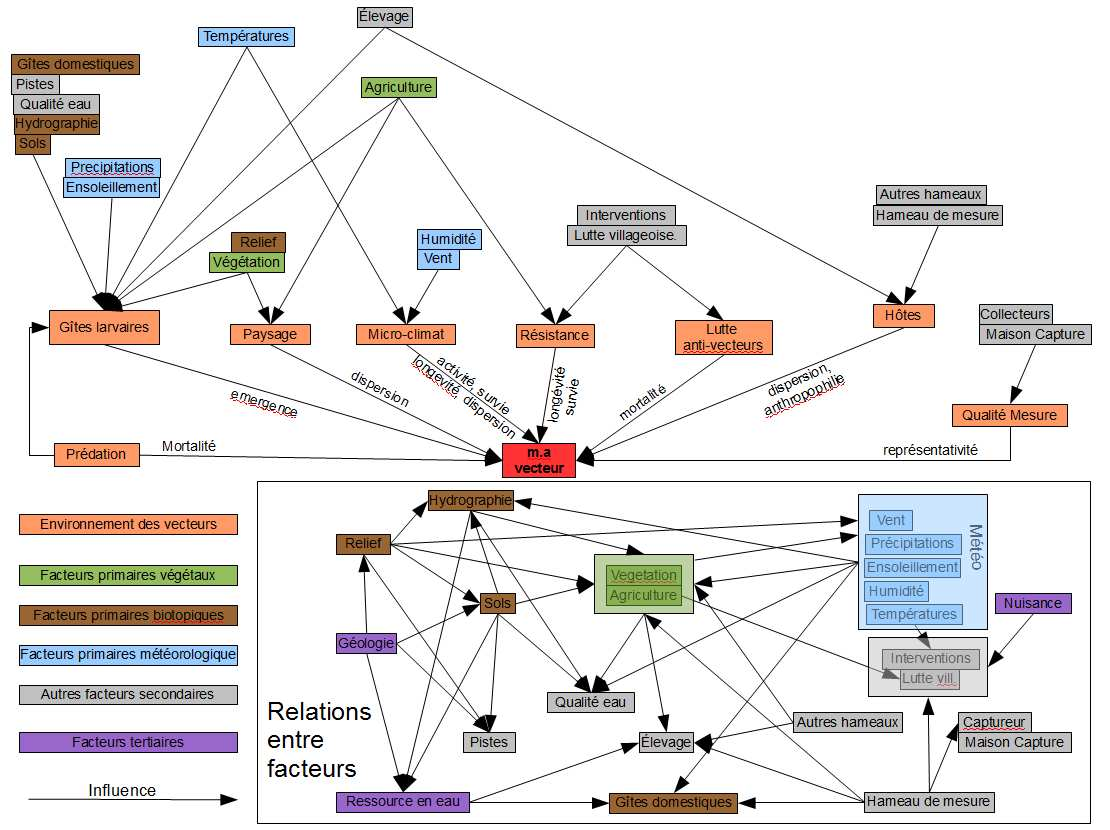 Élevage
Températures
Gîtes domestiques
Pistes
Qualité eau
Hydrographie
Sols
Agriculture
Precipitations
Ensoleillement
Autres hameaux
Hameau de mesure
Interventions
Lutte villageoise.
Relief
Végétation
Humidité
Vent
Gîtes larvaires
Paysage
Micro-climat
Résistance
Lutte
anti-vecteurs
Hôtes
Collecteurs
Maison Capture
emergence
dispersion
activité, survie
longévité, dispersion
longévité
survie
mortalité
dispersion,
anthropophilie
Qualité Mesure
Prédation
Mortalité
m.a
vecteur
représentativité
Environnement des vecteurs
Facteurs primaires végétaux
Facteurs primaires biotopiques
Facteurs primaires météorologique
Autres facteurs secondaires
Facteurs tertiaires
Influence
Hydrographie
Relief
Vegetation
Agriculture
Sols
Géologie
Vent
Précipitations
Ensoleillement
Humidité
Températures
Météo
Nuisance
Interventions
Lutte vill.
Qualité eau
Autres hameaux
Captureur
Maison Capture
Pistes
Élevage
Relations
entre
facteurs
Ressource en eau
Gîtes domestiques
Hameau de mesure